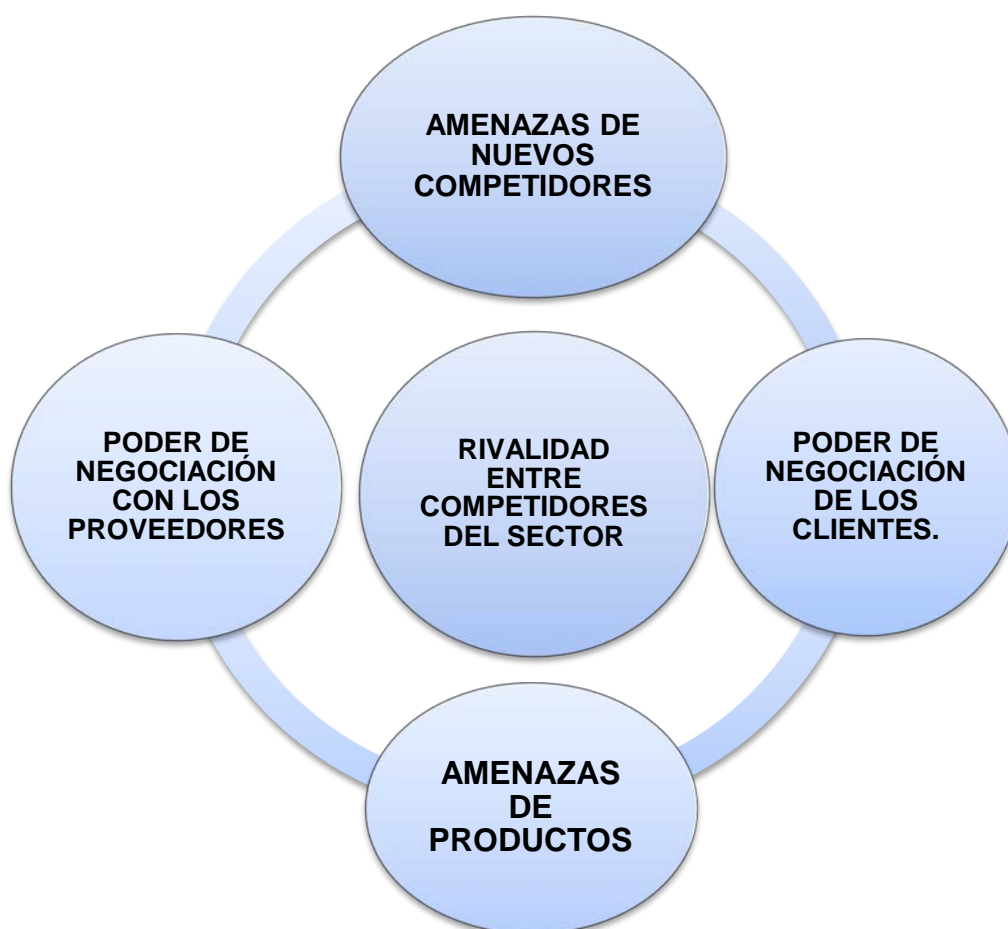 AMENAZAS DE
NUEVOS
COMPETIDORES
PODER DE
NEGOCIACIÓN
CON LOS
PROVEEDORES
RIVALIDAD
ENTRE
COMPETIDORES
DEL SECTOR
PODER DE
NEGOCIACIÓN
DE LOS
CLIENTES.
AMENAZAS
DE
PRODUCTOS